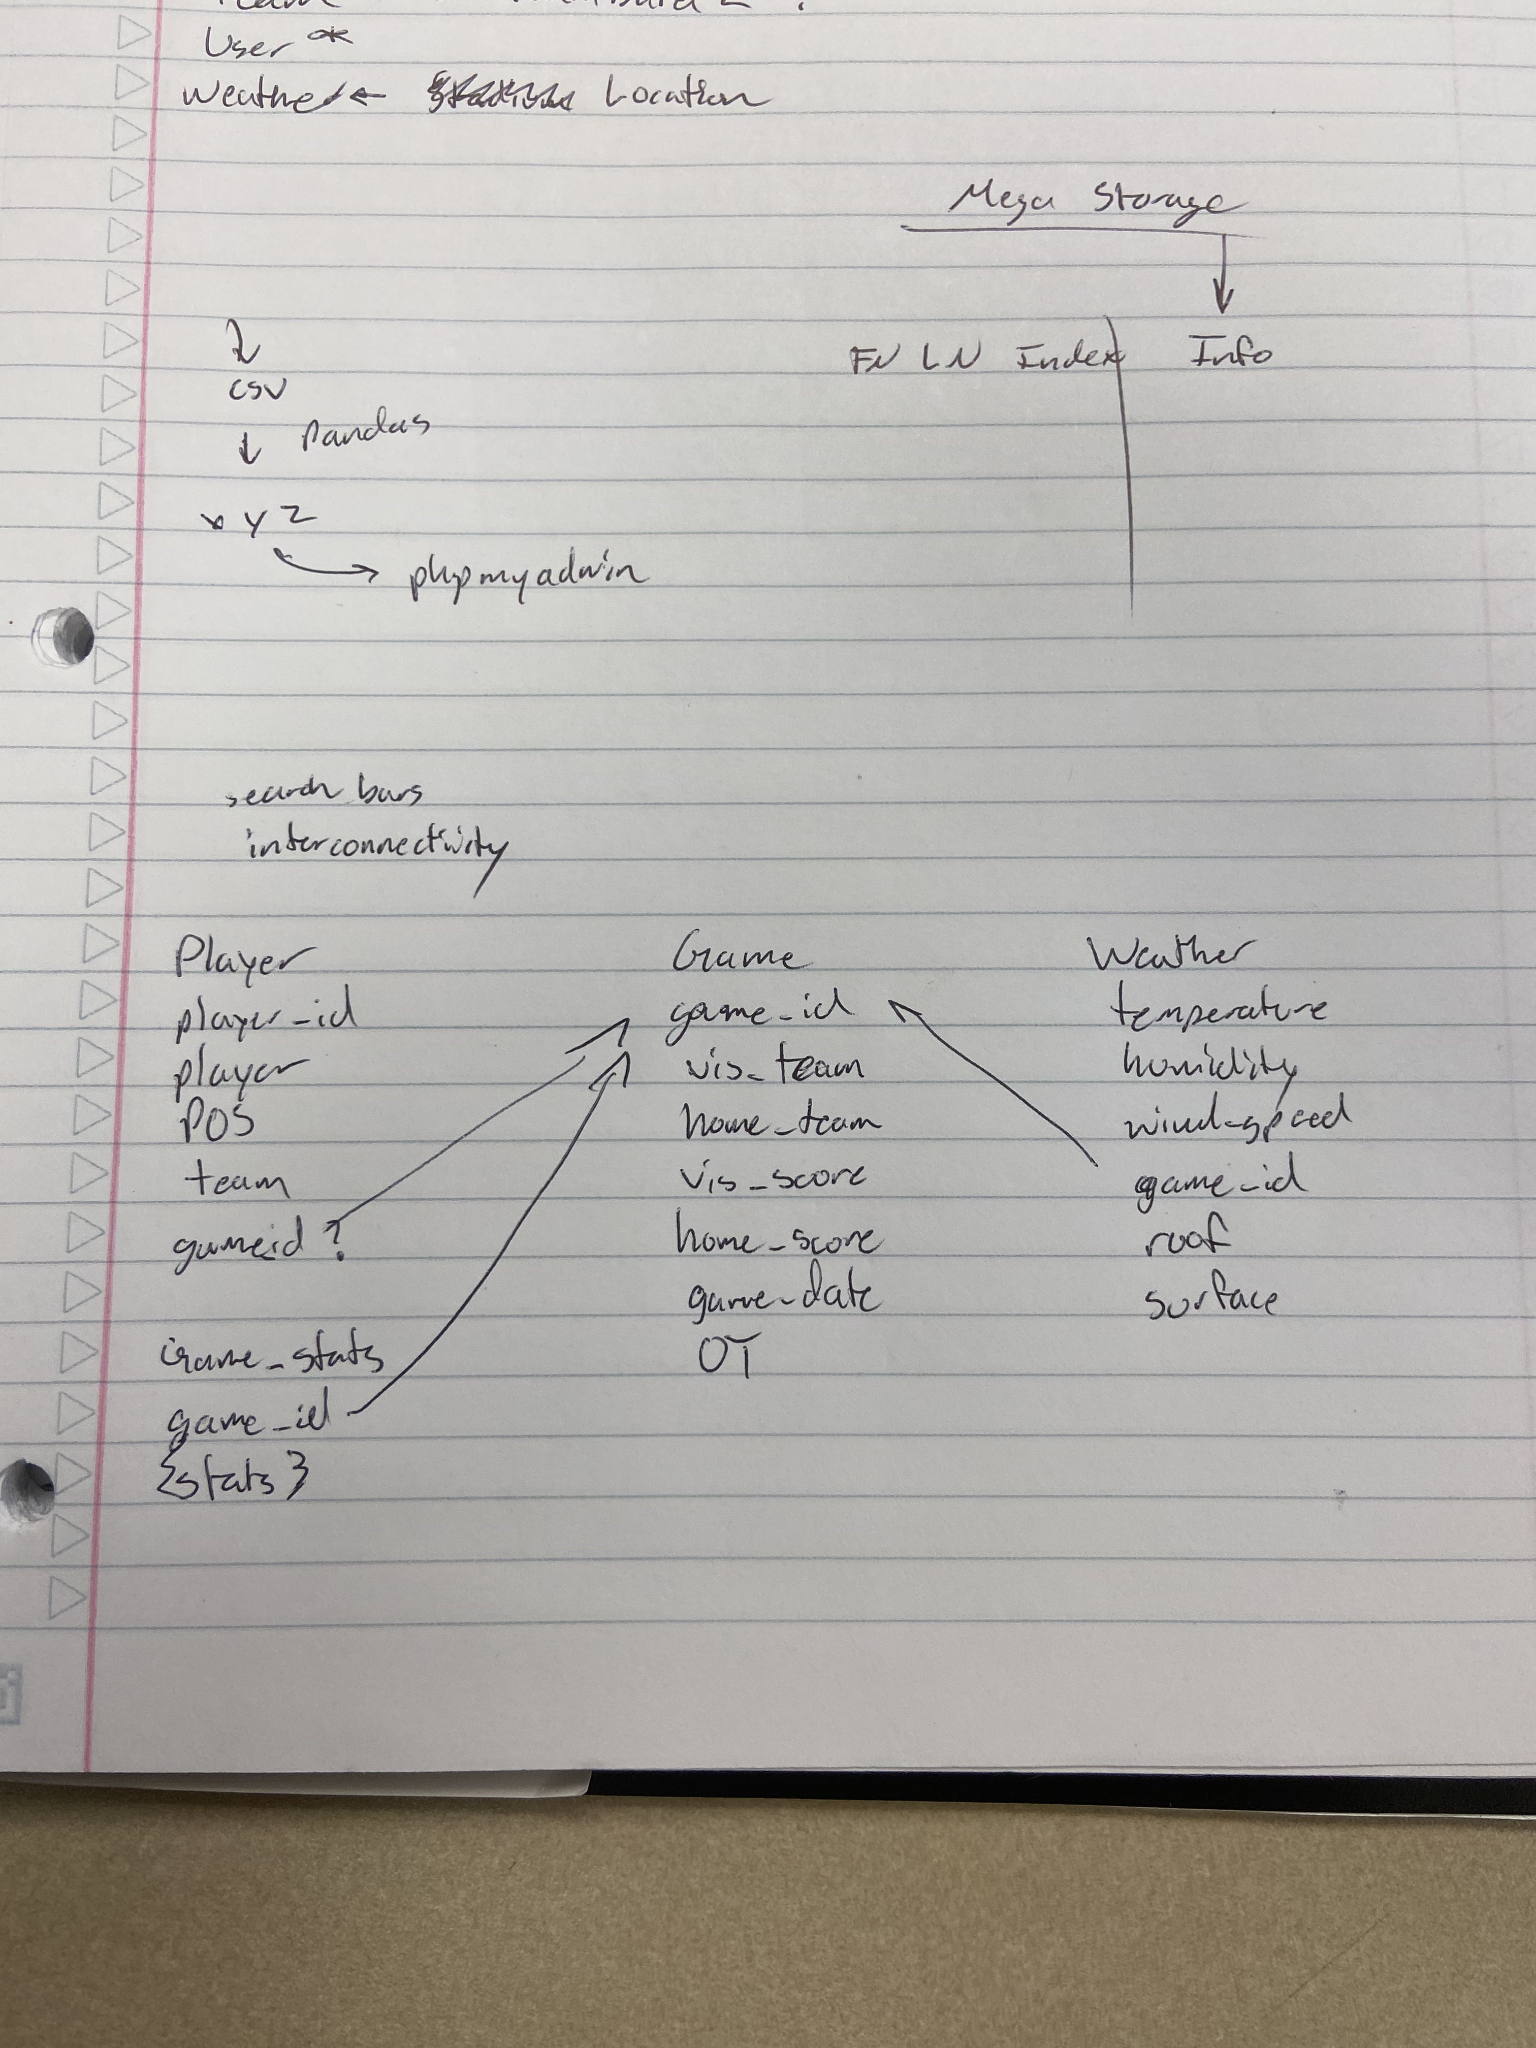 User *
Weather ← Location
Mega Storage
FN LN Index Info
csv
↓ Pandas
x y z
phpmyadmin
search bars
interconnectivity
Player Game Weather
player_id game_id temperature
player vis_team humidity
POS home_team wind_speed
team vis_score game_id
gameid ? home_score roof
game_date surface
Game_stats OT
game_id
{stats}